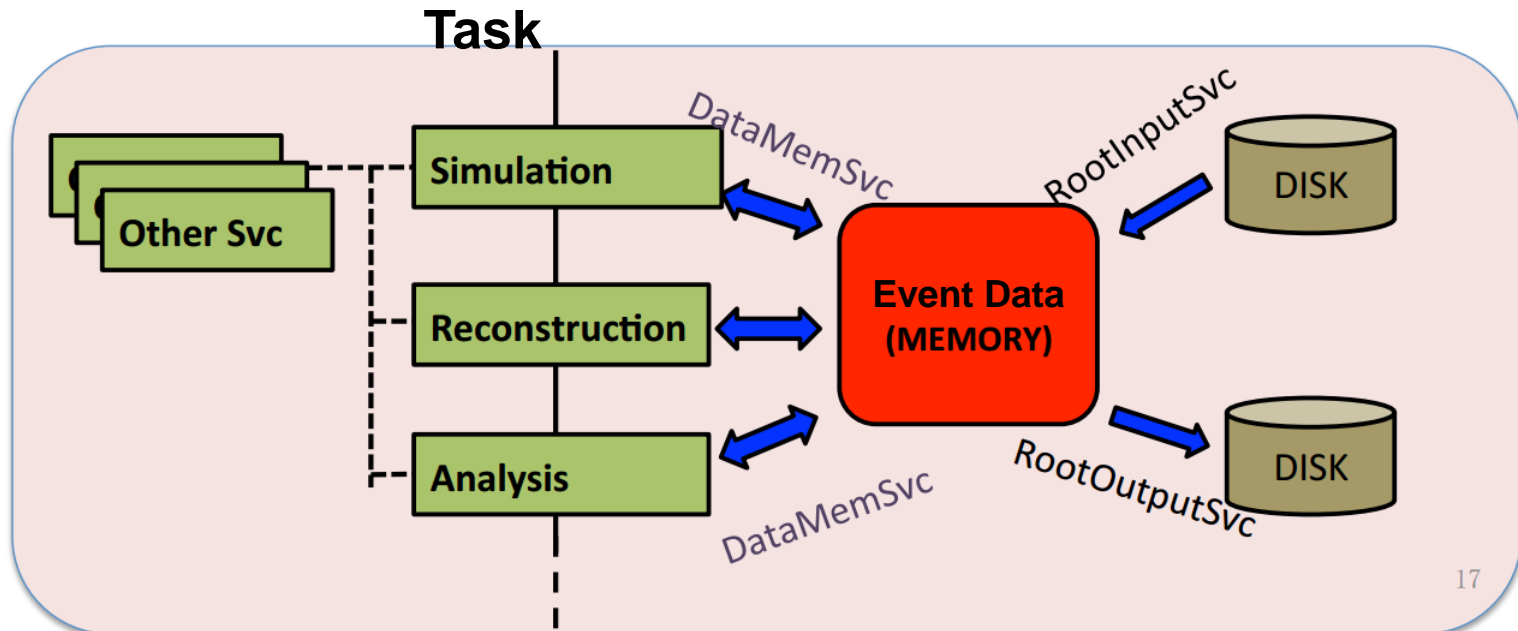 Task
DataMemSvc
RootInputSvc
Simulation
DISK
Other Svc
Event Data
(MEMORY)
Reconstruction
Analysis
DISK
RootOutputSvc
DataMemSvc
17